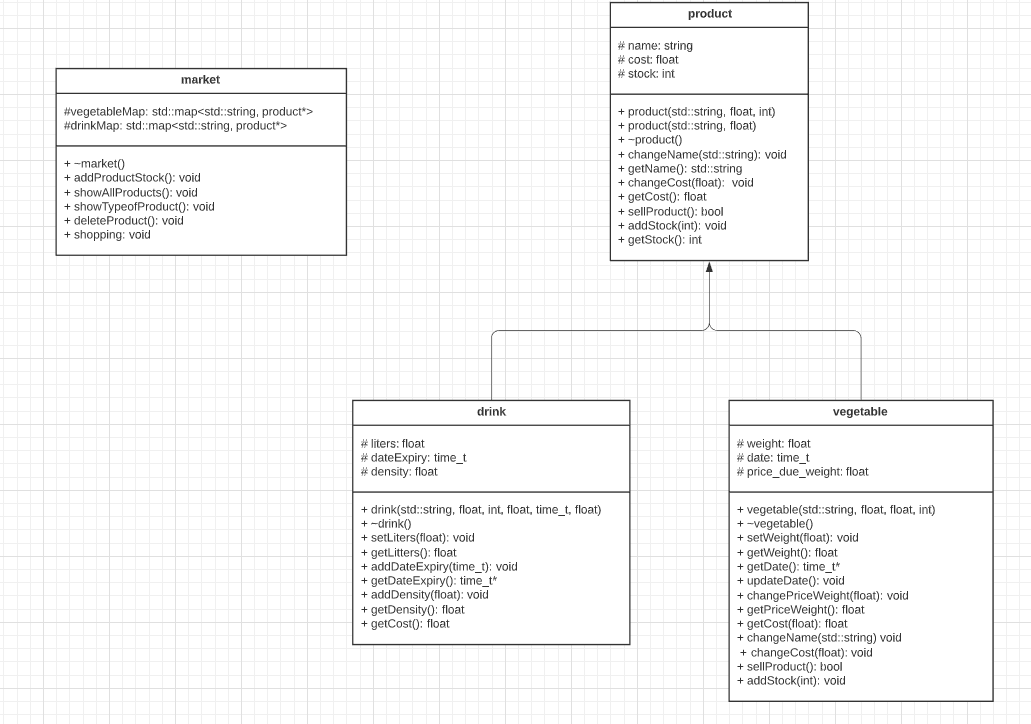 product
# name: string
# cost: float
# stock: int
+ product(std::string, float, int)
+ product(std::string, float)
+ ~product()
+ changeName(std::string): void
+ getName(): std::string
+ changeCost(float):  void
+ getCost(): float
+ sellProduct(): bool
+ addStock(int): void
+ getStock(): int
market
#vegetableMap: std::map<std::string, product*>
#drinkMap: std::map<std::string, product*>
+ ~market()
+ addProductStock(): void
+ showAllProducts(): void
+ showTypeofProduct(): void
+ deleteProduct(): void
+ shopping: void
drink
# liters: float
# dateExpiry: time_t
# density: float
+ drink(std::string, float, int, float, time_t, float)
+ ~drink()
+ setLiters(float): void
+ getLitters(): float
+ addDateExpiry(time_t): void
+ getDateExpiry(): time_t*
+ addDensity(float): void
+ getDensity(): float
+ getCost(): float
vegetable
# weight: float
# date: time_t
# price_due_weight: float
+ vegetable(std::string, float, float, int)
+ ~vegetable()
+ setWeight(float): void
+ getWeight(): float
+ getDate(): time_t*
+ updateDate(): void
+ changePriceWeight(float): void
+ getPriceWeight(): float
+ getCost(float): float
+ changeName(std::string) void
+ changeCost(float): void
+ sellProduct(): bool
+ addStock(int): void